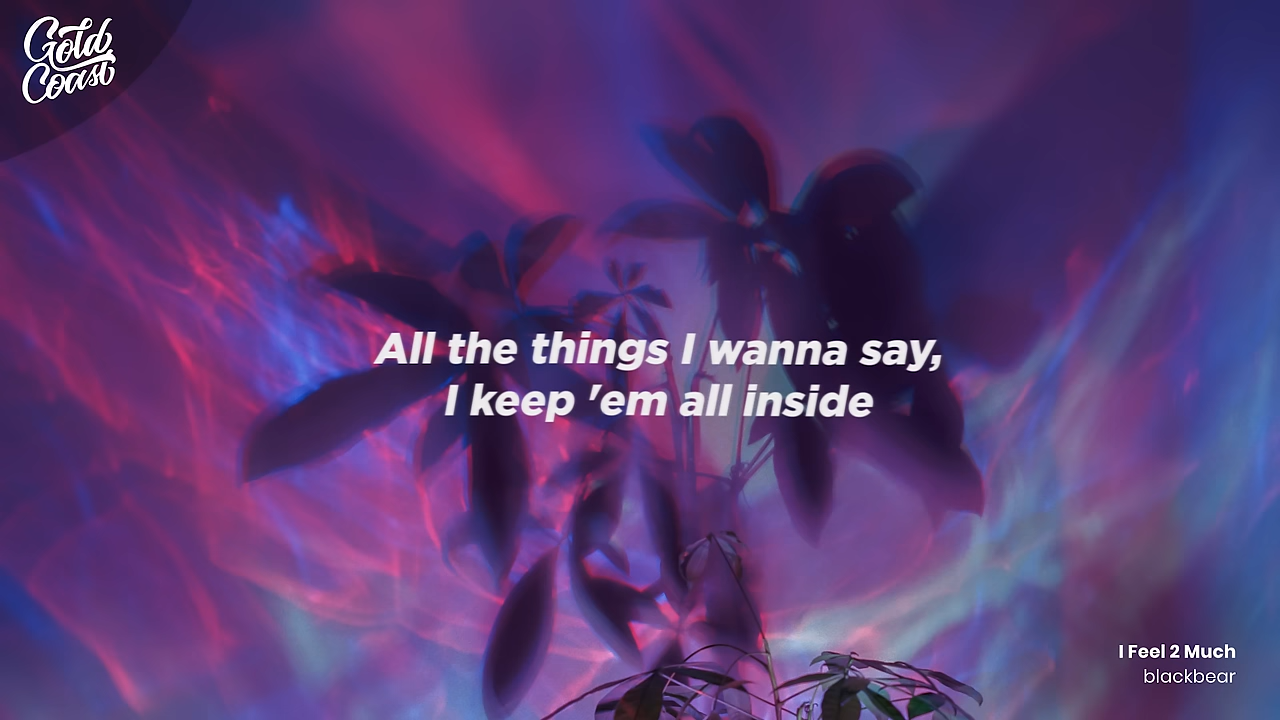 Gold
Coast
All the things I wanna say,
I keep 'em all inside
I Feel 2 Much
blackbear